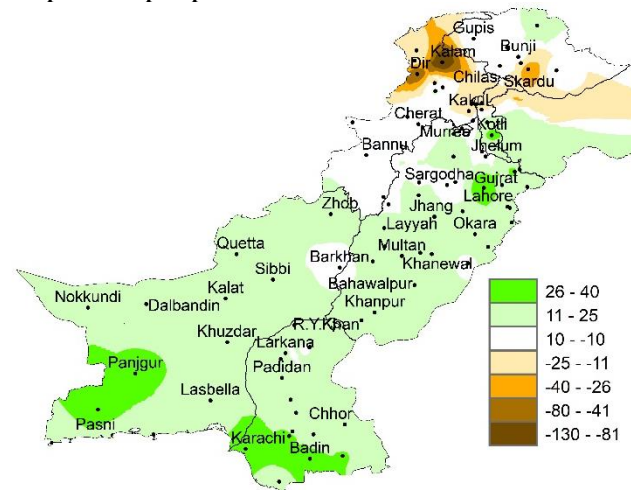 Gupis
Kalam
Bunji
Dir
Chilas
Skardu
Kakul
Cherat
Murree
Kotli
Bannu
Jhelum
Sargodha
Gujrat
Zhob
Jhang
Lahore
Layyah
Okara
Quetta
Barkhan
Multan
Khanewal
Sibbi
Bahawalpur
Nokkundi
Kalat
Dalbandin
Khanpur
R.Y.Khan
Khuzdar
Larkana
Panjgur
Padidan
Lasbella
Pasni
Chhor
Karachi
Badin
26 - 40
11 - 25
10 - -10
-25 - -11
-40 - -26
-80 - -41
-130 - -81